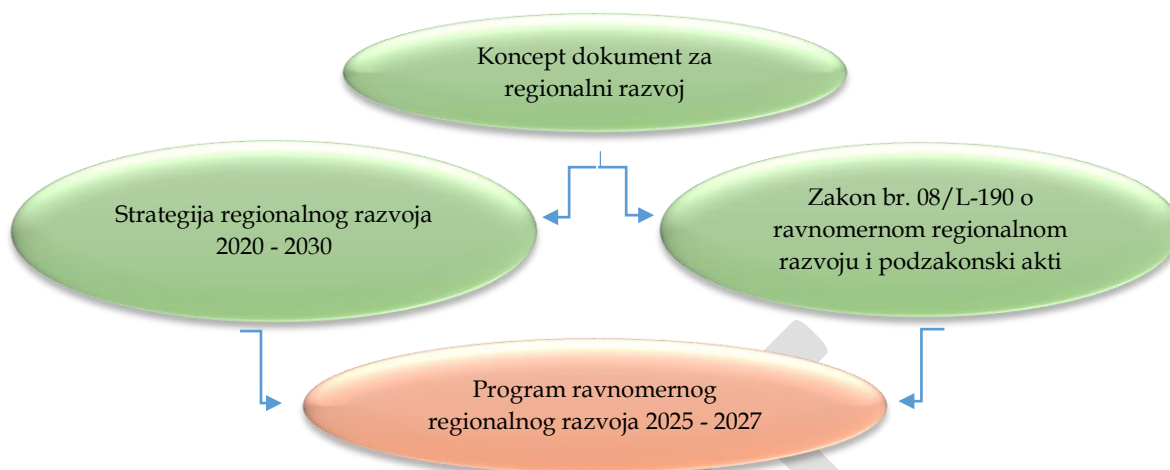 Koncept dokument za
regionalni razvoj
Strategija regionalnog razvoja
2020 - 2030
Zakon br. 08/L-190 o
ravnomernom regionalnom
razvoju i podzakonski akti
Program ravnomernog
regionalnog razvoja 2025 - 2027